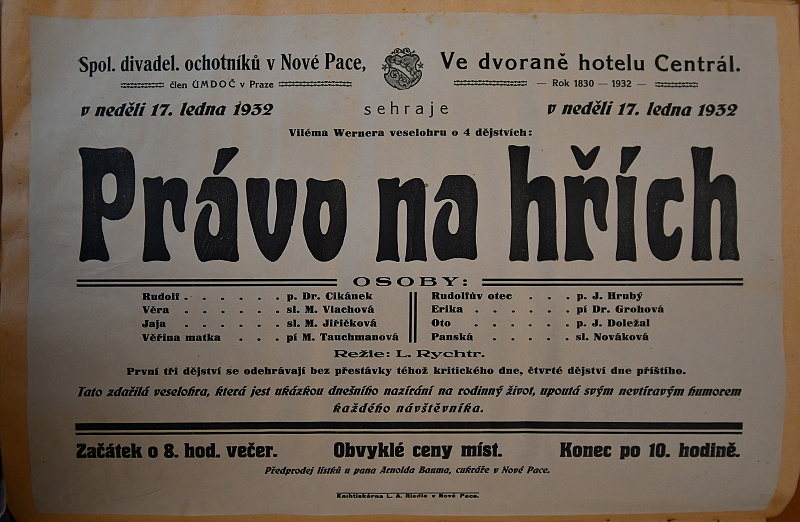 Spol. divadel. ochotníků v Nové Pace, Ve dvoraně hotelu Centrál.
člen ÚMDOČ v Praze — Rok 1830 — 1932 —
v neděli 17. ledna 1932 sehraje v neděli 17. ledna 1932
Viléma Wernera veselohru o 4 dějstvích:
Právo na hřích
OSOBY:
Rudolf . . . . . . p. Dr. Cikánek
Věra . . . . . . sl. M. Vlachová
Jaja . . . . . . sl. M. Jiřičková
Věřina matka . . . pí M. Tauchmanová
Rudolfův otec . . . p. J. Hrubý
Erika . . . . . . pí Dr. Grohová
Oto . . . . . . p. J. Doležal
Panská . . . . . sl. Nováková
Režie: L. Rychtr.
První tři dějství se odehrávají bez přestávky téhož kritického dne, čtvrté dějství dne příštího.
Tato zdařilá veselohra, která jest ukázkou dnešního nazírání na rodinný život, upoutá svým nevtíravým humorem
každého návštěvníka.
Začátek o 8. hod. večer. Obvyklé ceny míst. Konec po 10. hodině.
Předprodej lístků u pana Arnolda Bauma, cukráře v Nové Pace.
Knihtiskárna L. A. Riedla v Nové Pace.